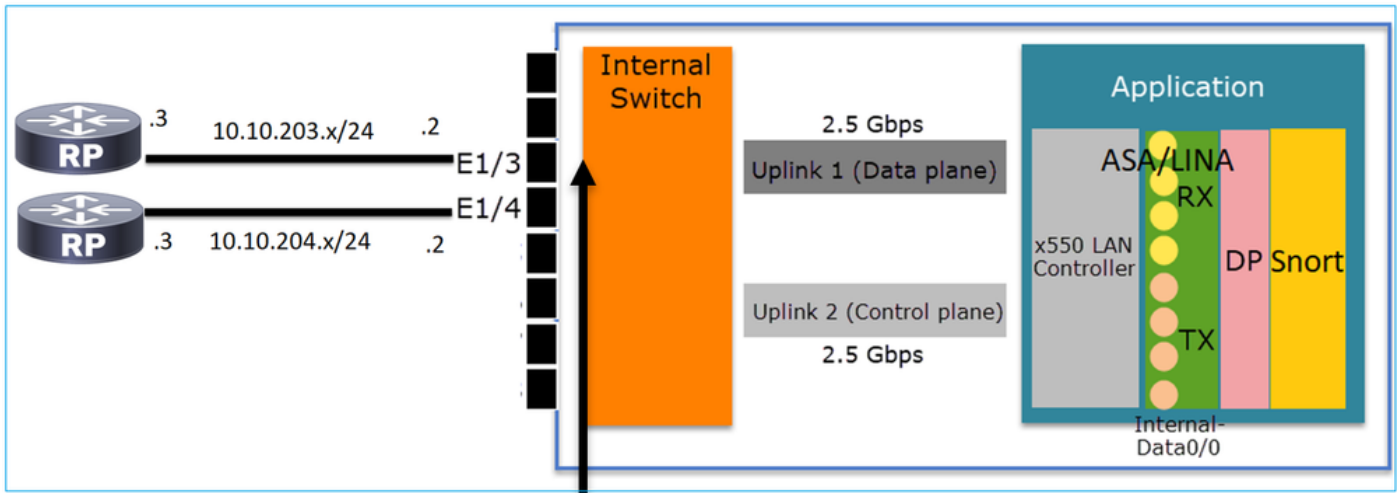 Internal
Switch
Application
.3
10.10.203.x/24
.2
2.5 Gbps
RP
E1/3
Uplink 1 (Data plane)
ASA/LINA
RX
E1/4
RP
.3
10.10.204.x/24
.2
x550 LAN
Controller
DP
Snort
Uplink 2 (Control plane)
TX
2.5 Gbps
Internal-
Data0/0